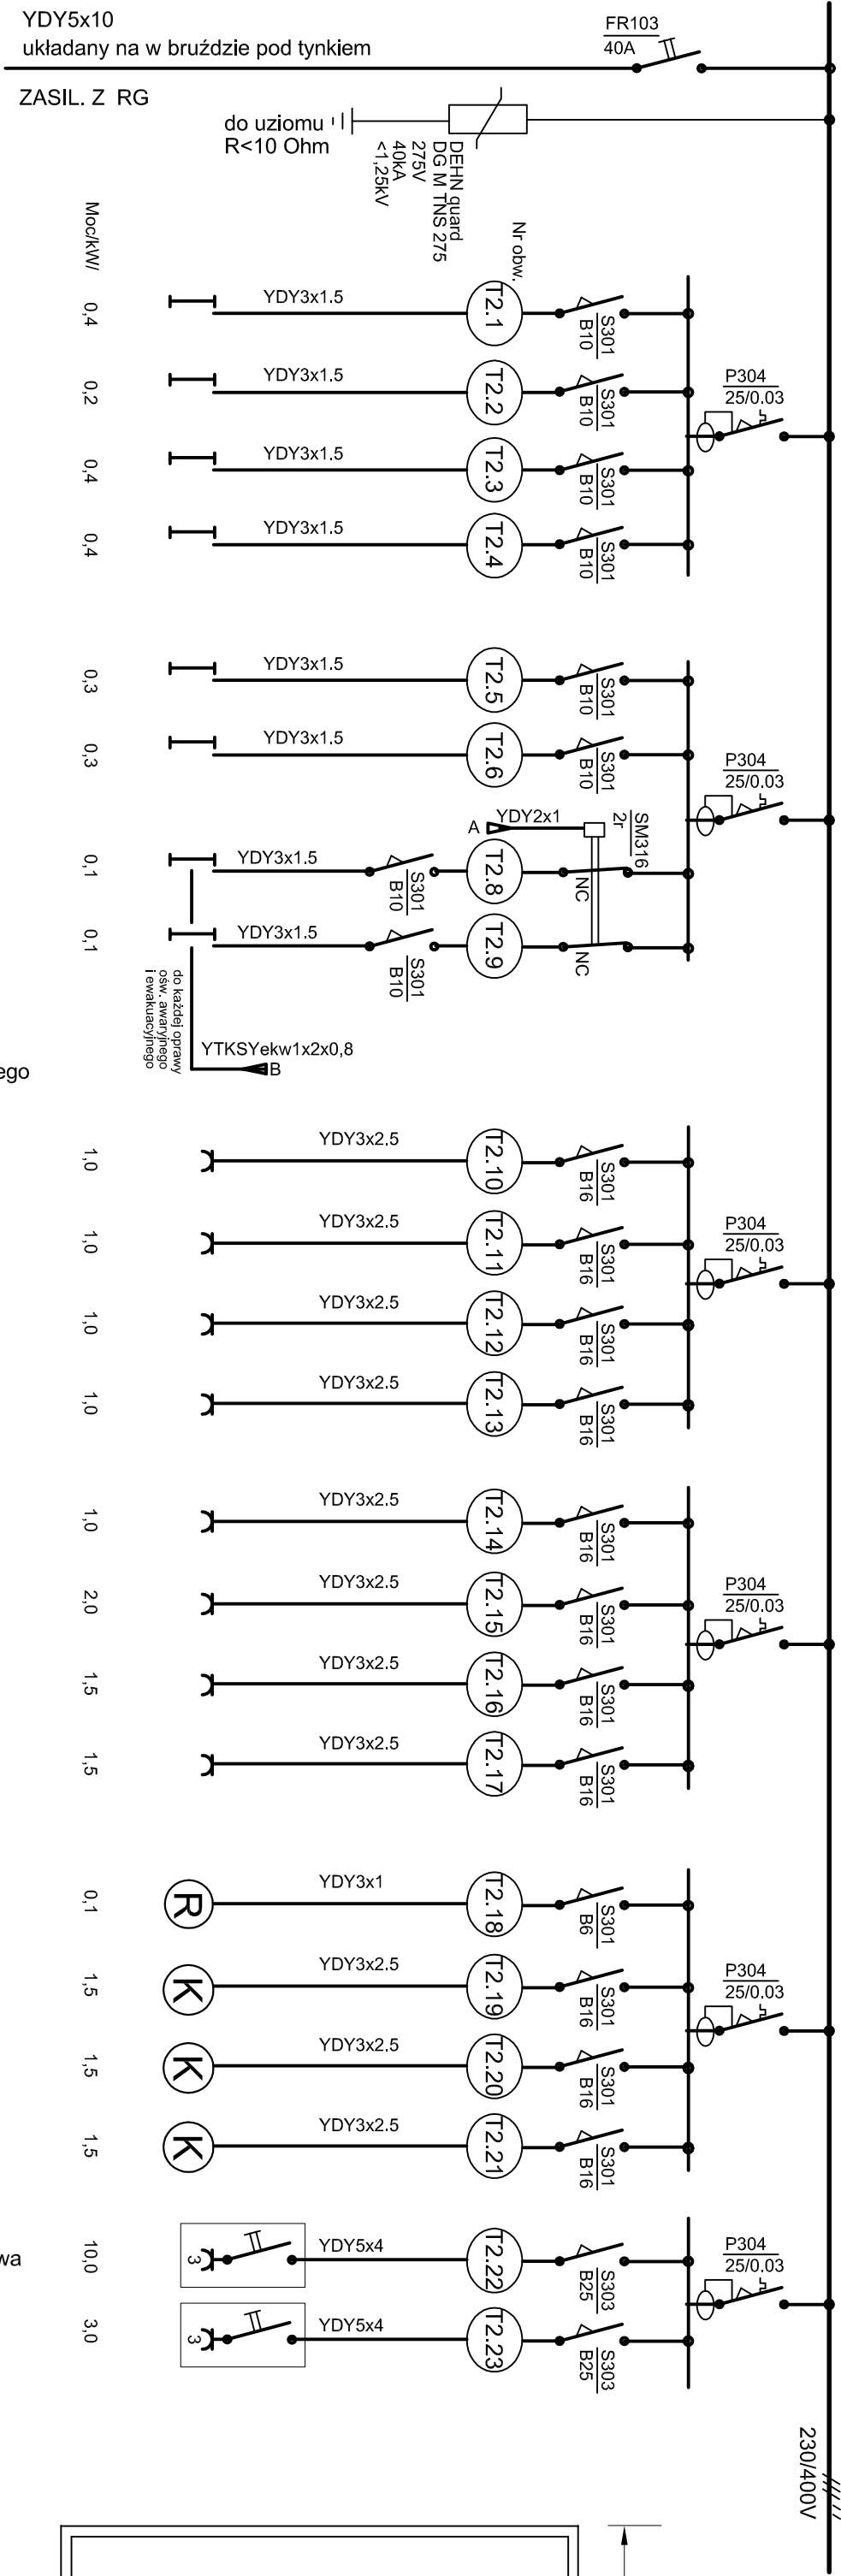 YDY5x10
układany na w bruździe pod tynkiem
FR103
40A
ZASIL. Z RG
do uziomu
R<10 Ohm
DEHN quard
DG M TNS 275
275V
40kA
<1,25kV
Moc/kW/
Nr obw.
0,4
YDY3x1.5
T2.1
S301
B10
P304
25/0.03
0,2
YDY3x1.5
T2.2
S301
B10
0,4
YDY3x1.5
T2.3
S301
B10
0,4
YDY3x1.5
T2.4
S301
B10
0,3
YDY3x1.5
T2.5
S301
B10
0,3
YDY3x1.5
T2.6
S301
B10
P304
25/0.03
A
YDY2x1
SM316
2r
0,1
YDY3x1.5
S301
B10
T2.8
NC
0,1
YDY3x1.5
S301
B10
T2.9
NC
do każdej oprawy
ośw. awaryjnego
i ewakuacyjnego
YTKSYekw1x2x0,8
B
ego
1,0
YDY3x2.5
T2.10
S301
B16
P304
25/0.03
1,0
YDY3x2.5
T2.11
S301
B16
1,0
YDY3x2.5
T2.12
S301
B16
1,0
YDY3x2.5
T2.13
S301
B16
1,0
YDY3x2.5
T2.14
S301
B16
P304
25/0.03
2,0
YDY3x2.5
T2.15
S301
B16
1,5
YDY3x2.5
T2.16
S301
B16
1,5
YDY3x2.5
T2.17
S301
B16
0,1
R
YDY3x1
T2.18
S301
B6
P304
25/0.03
1,5
K
YDY3x2.5
T2.19
S301
B16
1,5
K
YDY3x2.5
T2.20
S301
B16
1,5
K
YDY3x2.5
T2.21
S301
B16
wa
10,0
3
YDY5x4
T2.22
S303
B25
P304
25/0.03
3,0
3
YDY5x4
T2.23
S303
B25
230/400V